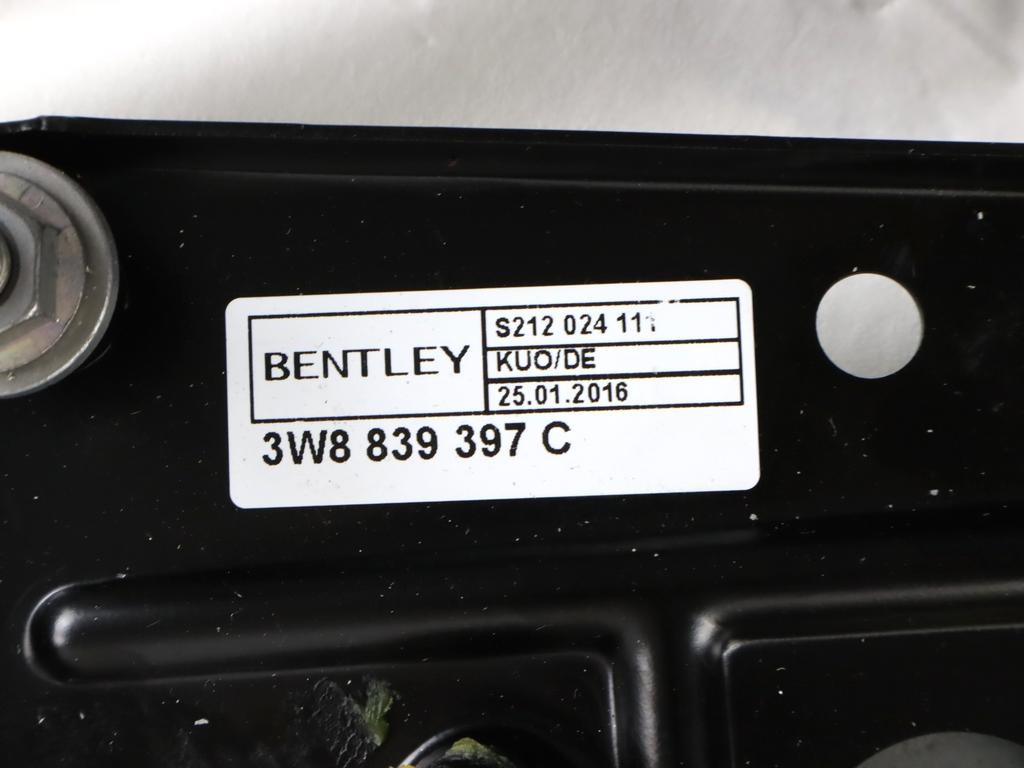 BENTLEY
S212 024 111
KUO/DE
25.01.2016
3W8 839 397 C